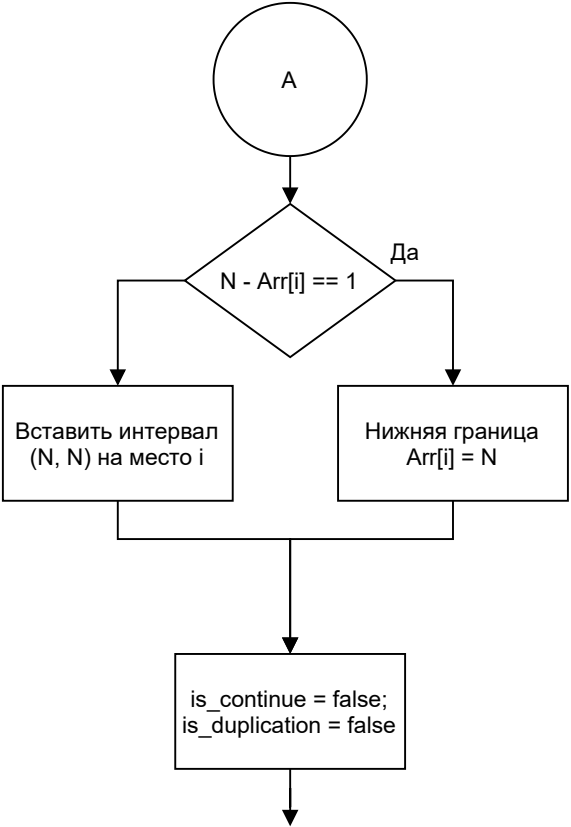 A
Да
N - Arr[i] == 1
Вставить интервал
(N, N) на место i
Нижняя граница
Arr[i] = N
is_continue = false;
is_duplication = false